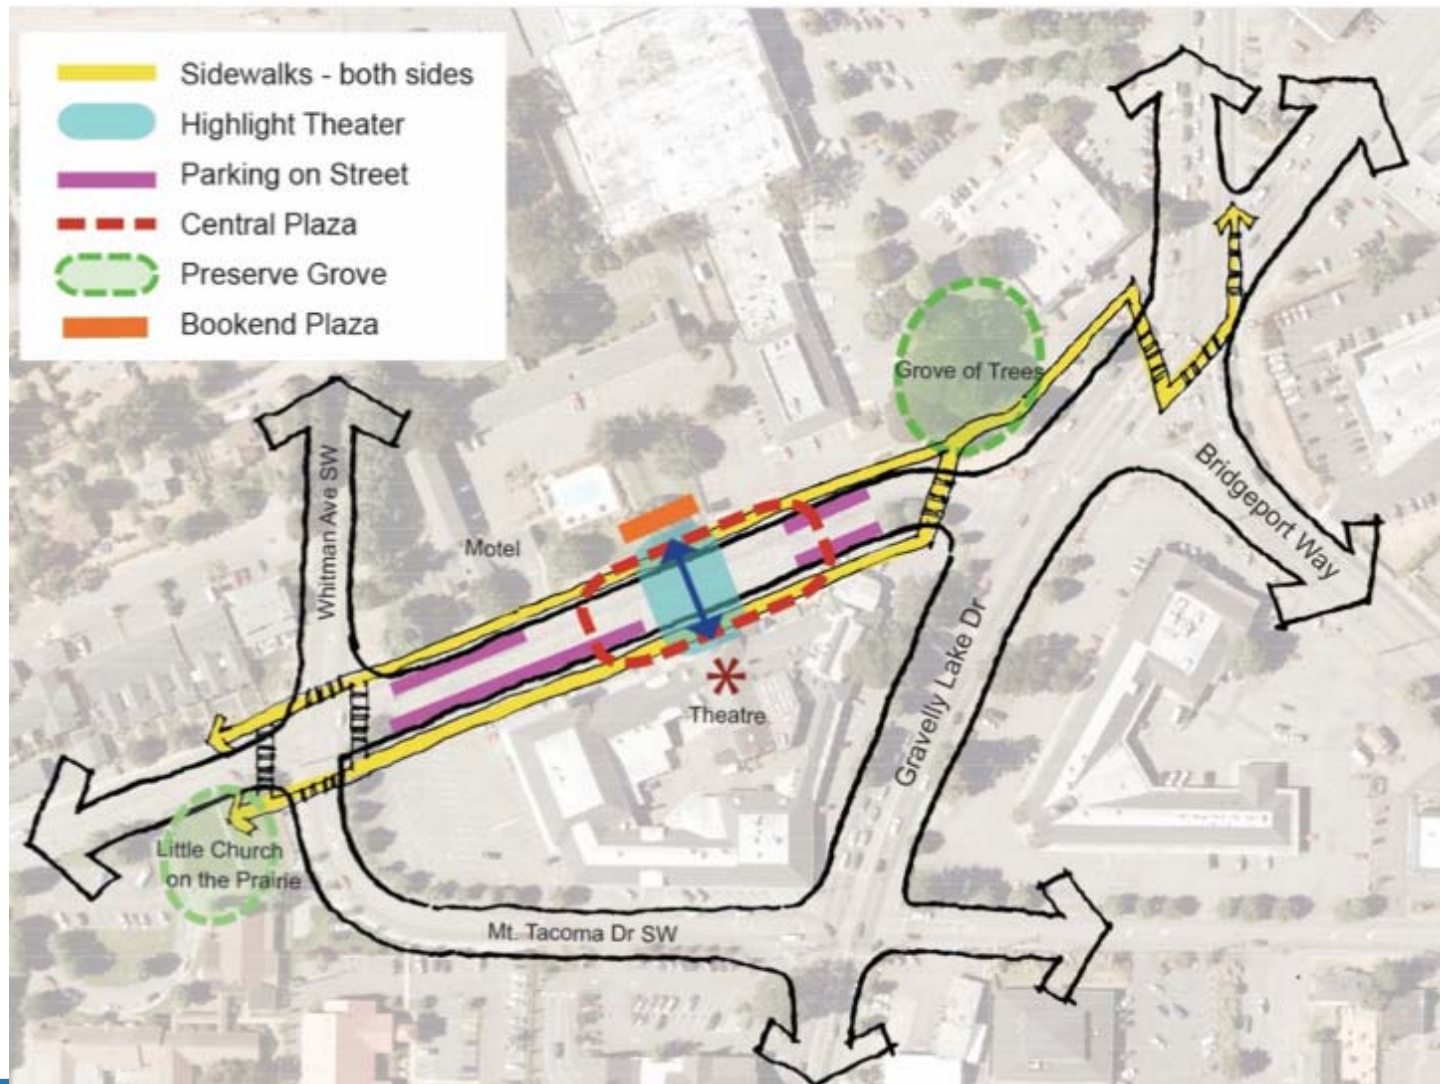 Sidewalks - both sides
Highlight Theater
Parking on Street
Central Plaza
Preserve Grove
Bookend Plaza
Grove of Trees
Bridgeport Way
Whitman Ave SW
Motel
Gravelly Lake Dr
Theatre
Little Church
on the Prairie
Mt. Tacoma Dr SW